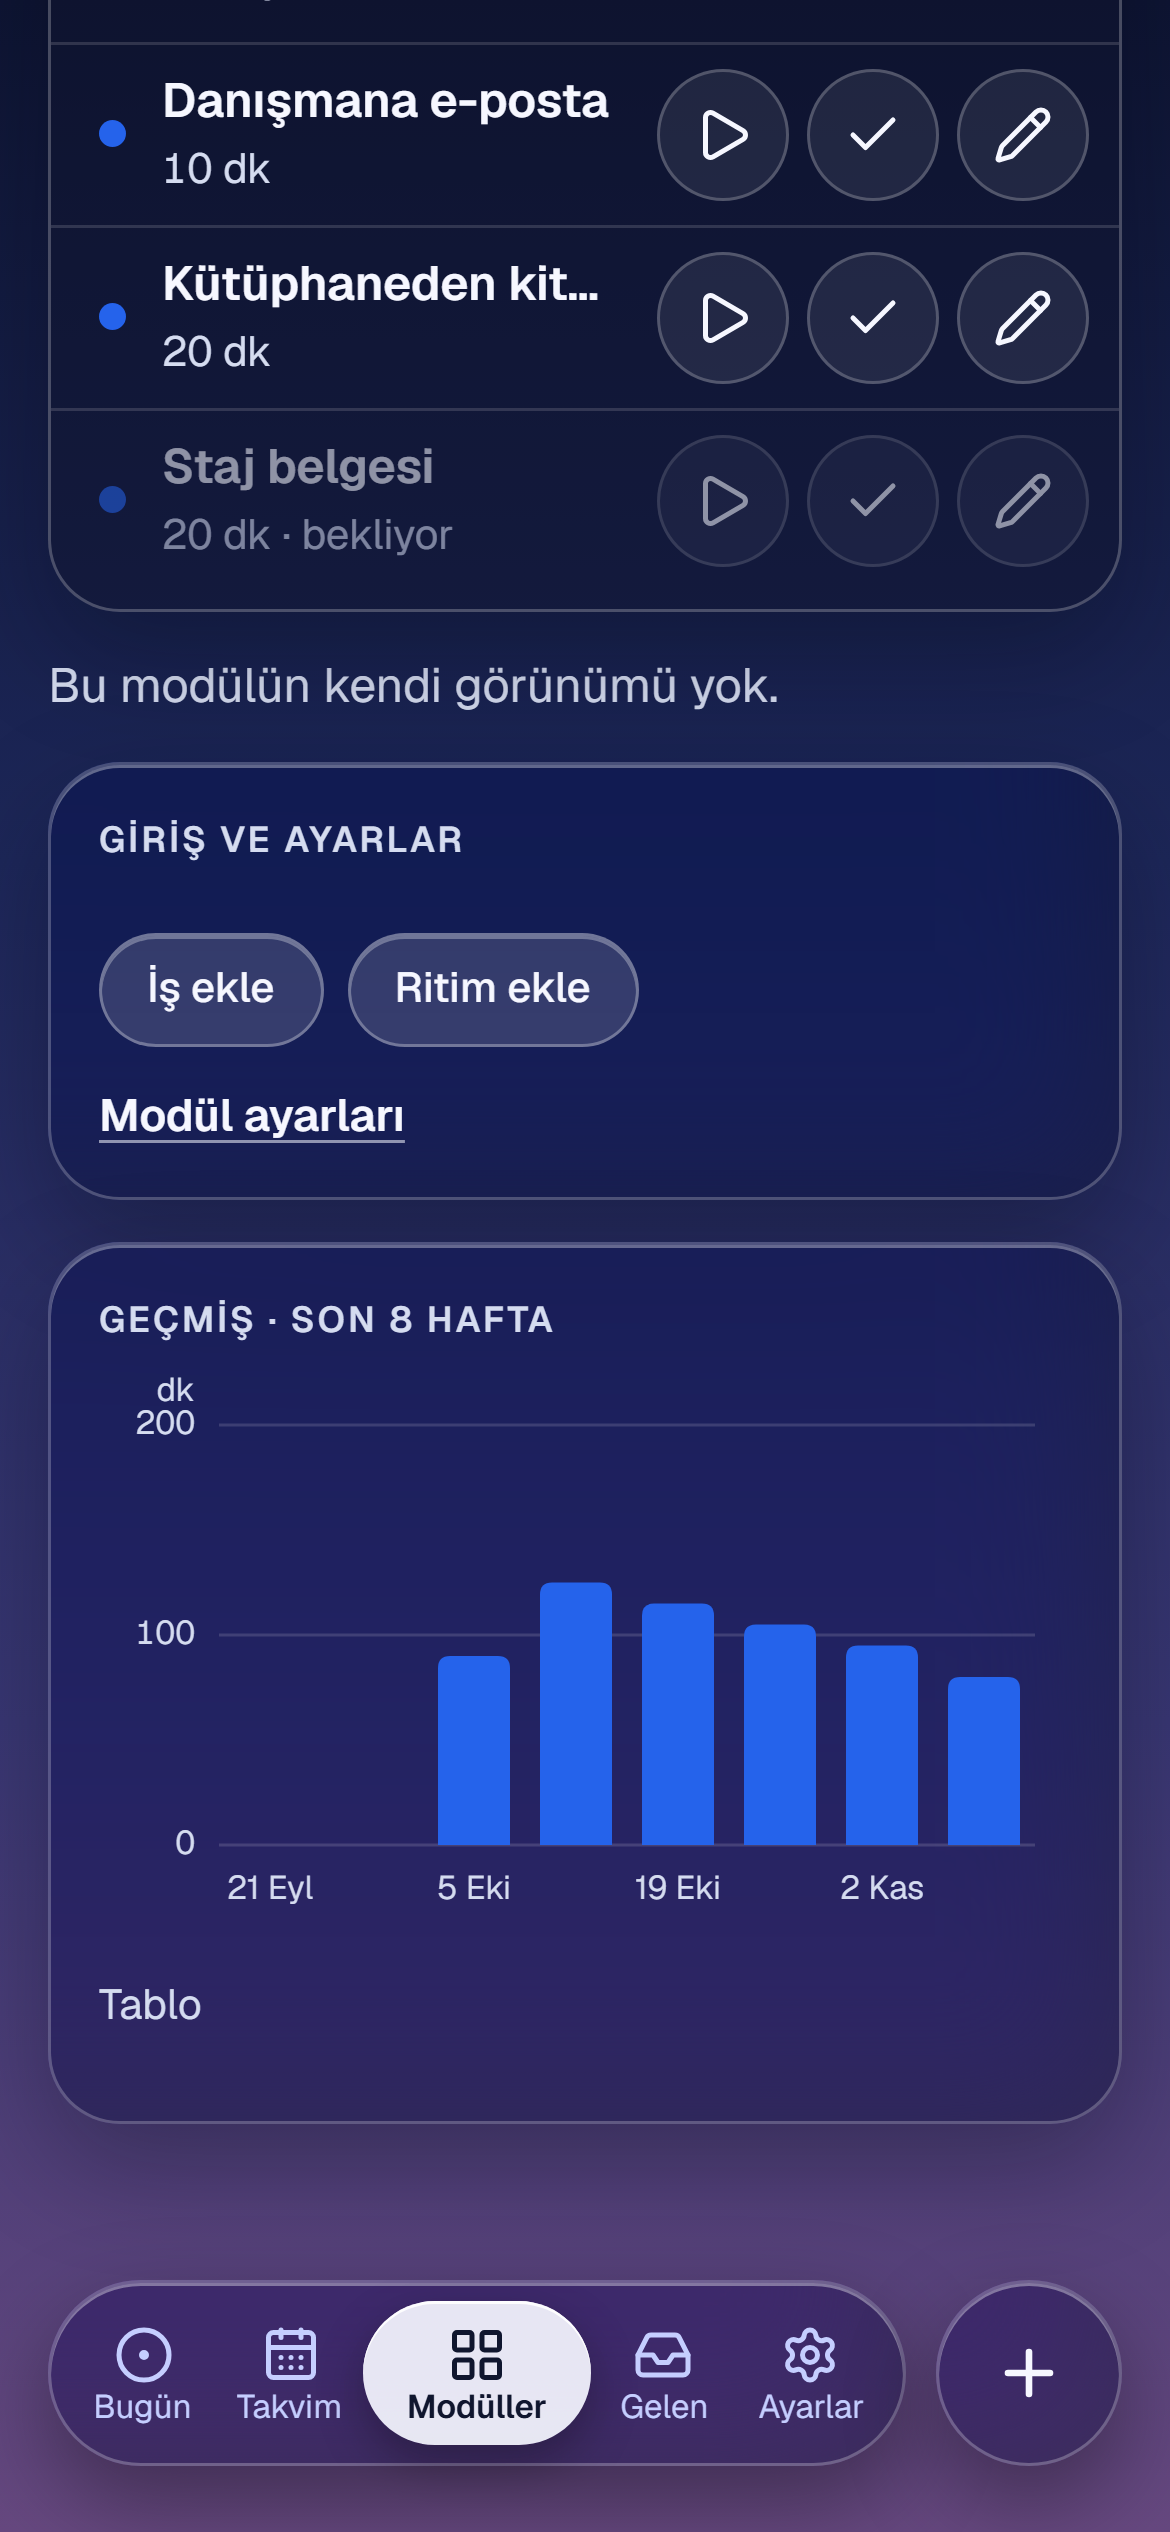 Danışmana e-posta
10 dk
Kütüphaneden kit...
20 dk
Staj belgesi
20 dk · bekliyor
Bu modülün kendi görünümü yok.
GİRİŞ VE AYARLAR
İş ekle
Ritim ekle
Modül ayarları
GEÇMİŞ · SON 8 HAFTA
dk
200
100
0
21 Eyl
5 Eki
19 Eki
2 Kas
Tablo
Bugün
Takvim
Modüller
Gelen
Ayarlar